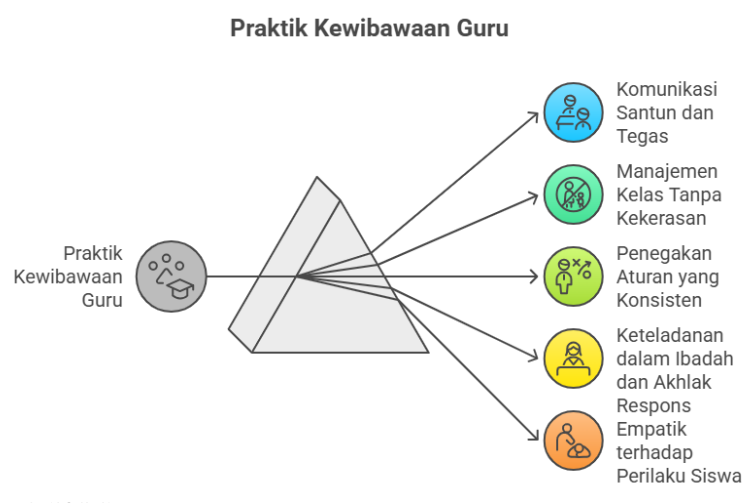 Praktik Kewibawaan Guru
Praktik
Kewibawaan
Guru
Komunikasi
Santun dan
Tegas
Manajemen
Kelas Tanpa
Kekerasan
Penegakan
Aturan yang
Konsisten
Keteladanan
dalam Ibadah
dan Akhlak
Respons
Empatik
terhadap
Perilaku Siswa